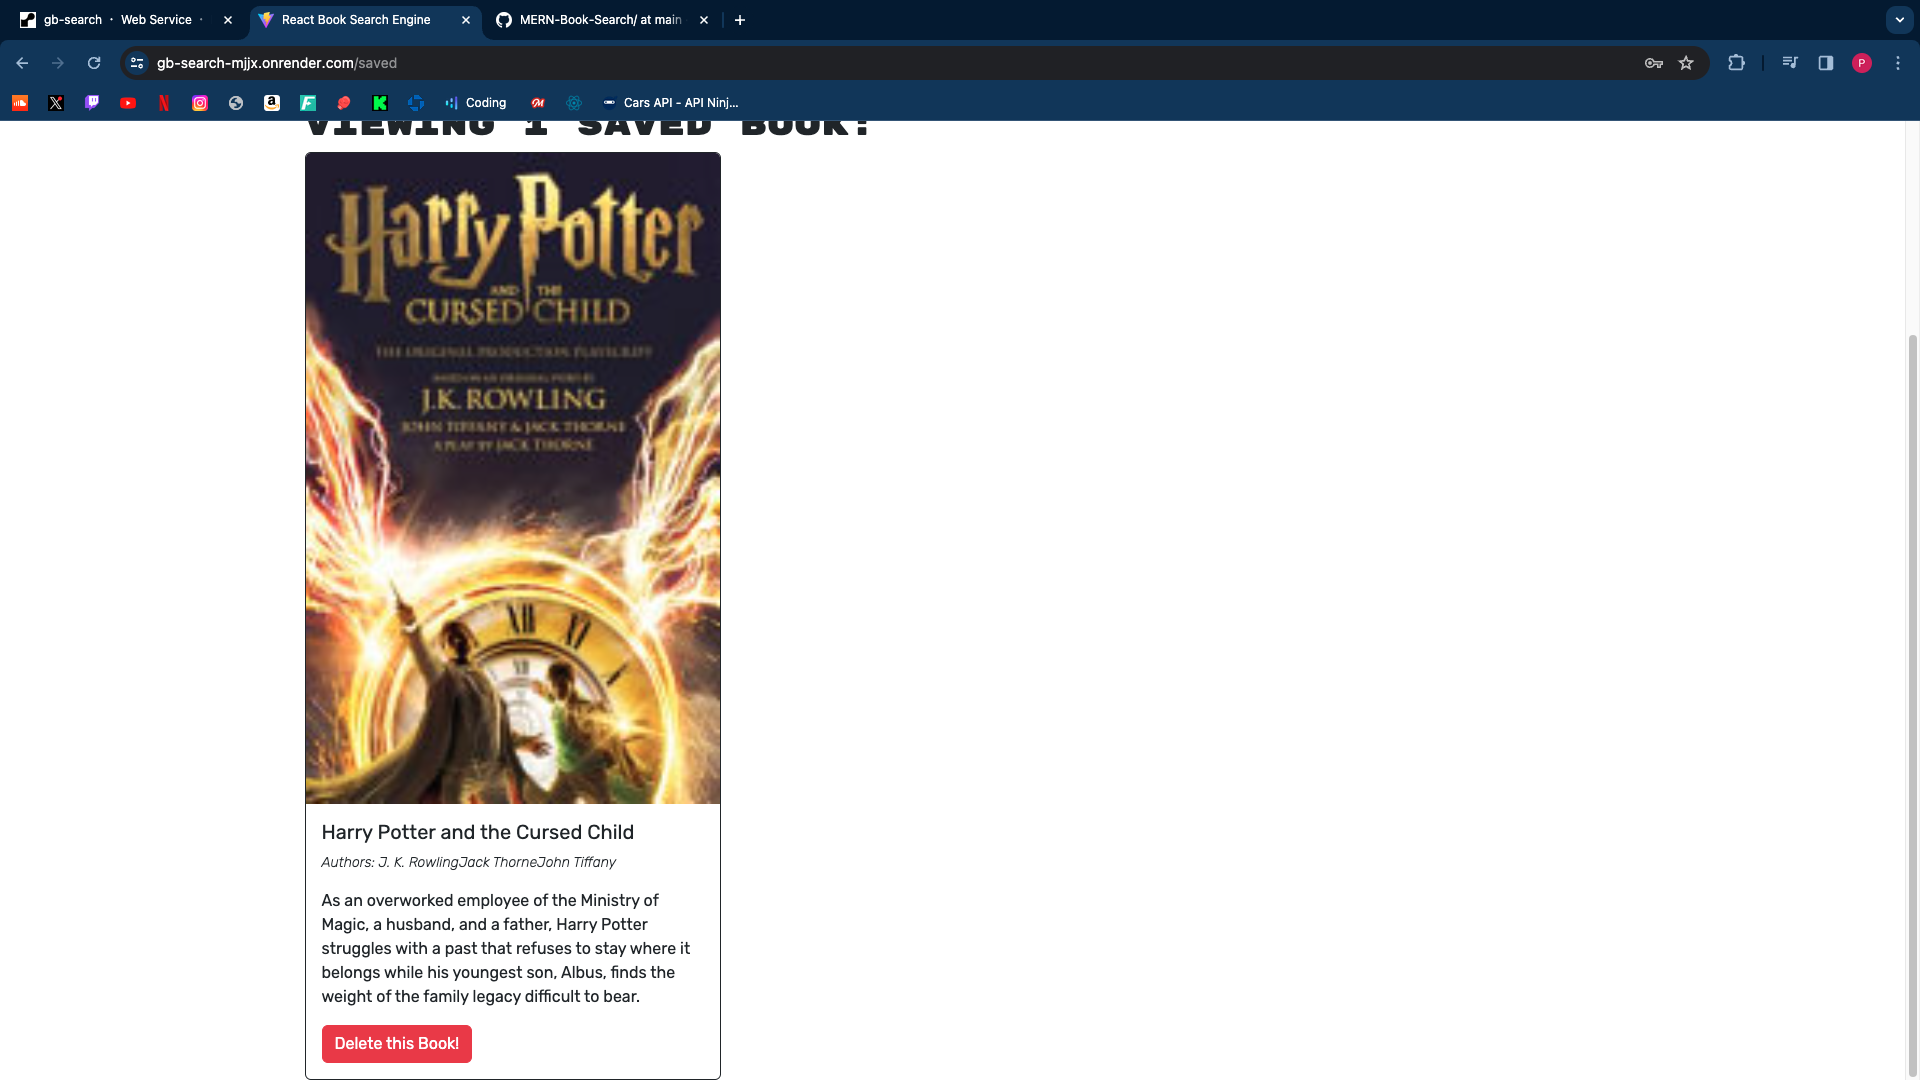 gb-search · Web Service ·
React Book Search Engine
MERN-Book-Search/ at main
gb-search-mjjx.onrender.com/saved
P
Coding
Cars API - API Ninj...
VIEWING 1 SAVED BOOK:
Harry Potter
AND THE
CURSED CHILD
THE ORIGINAL PRODUCTION PLAYSCRIPT
BASED ON AN ORIGINAL STORY BY
J.K. ROWLING
JOHN TIFFANY & JACK THORNE
A PLAY BY JACK THORNE
XII
XII
Harry Potter and the Cursed Child
Authors: J. K. RowlingJack ThorneJohn Tiffany
As an overworked employee of the Ministry of
Magic, a husband, and a father, Harry Potter
struggles with a past that refuses to stay where it
belongs while his youngest son, Albus, finds the
weight of the family legacy difficult to bear.
Delete this Book!